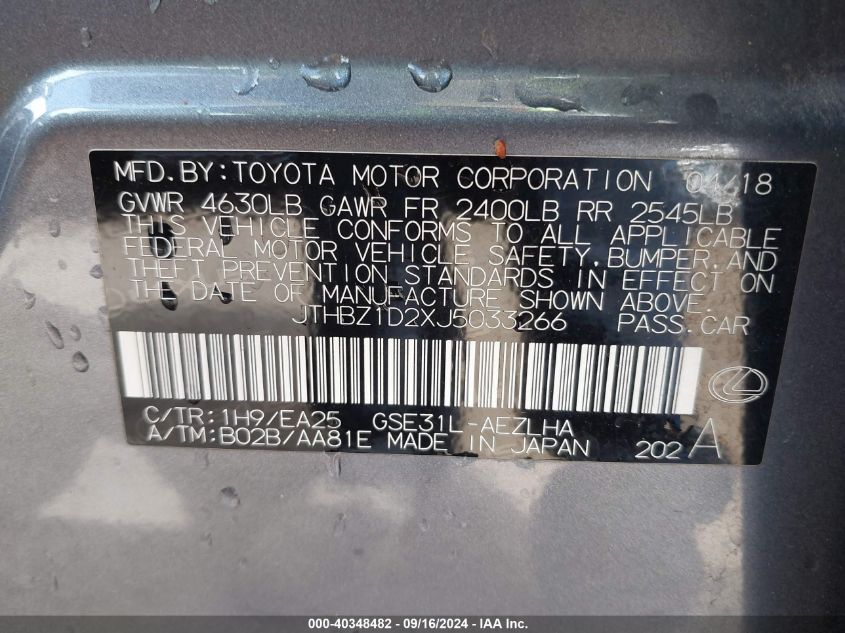 MFD.BY:TOYOTA MOTOR CORPORATION 04/18
GVWR 4630LB GAWR FR 2400LB RR 2545LB
THIS VEHICLE CONFORMS TO ALL APPLICABLE
FEDERAL MOTOR VEHICLE SAFETY,BUMPER,AND
THEFT PREVENTION STANDARDS IN EFFECT ON
THE DATE OF MANUFACTURE SHOWN ABOVE.
JTHBZ1D2XJ5033266 PASS.CAR
C/TR:1H9/EA25 GSE31L-AEZLHA
A/TM:B02B/AA81E MADE IN JAPAN 202 A
000-40348482 - 09/16/2024 - IAA Inc.